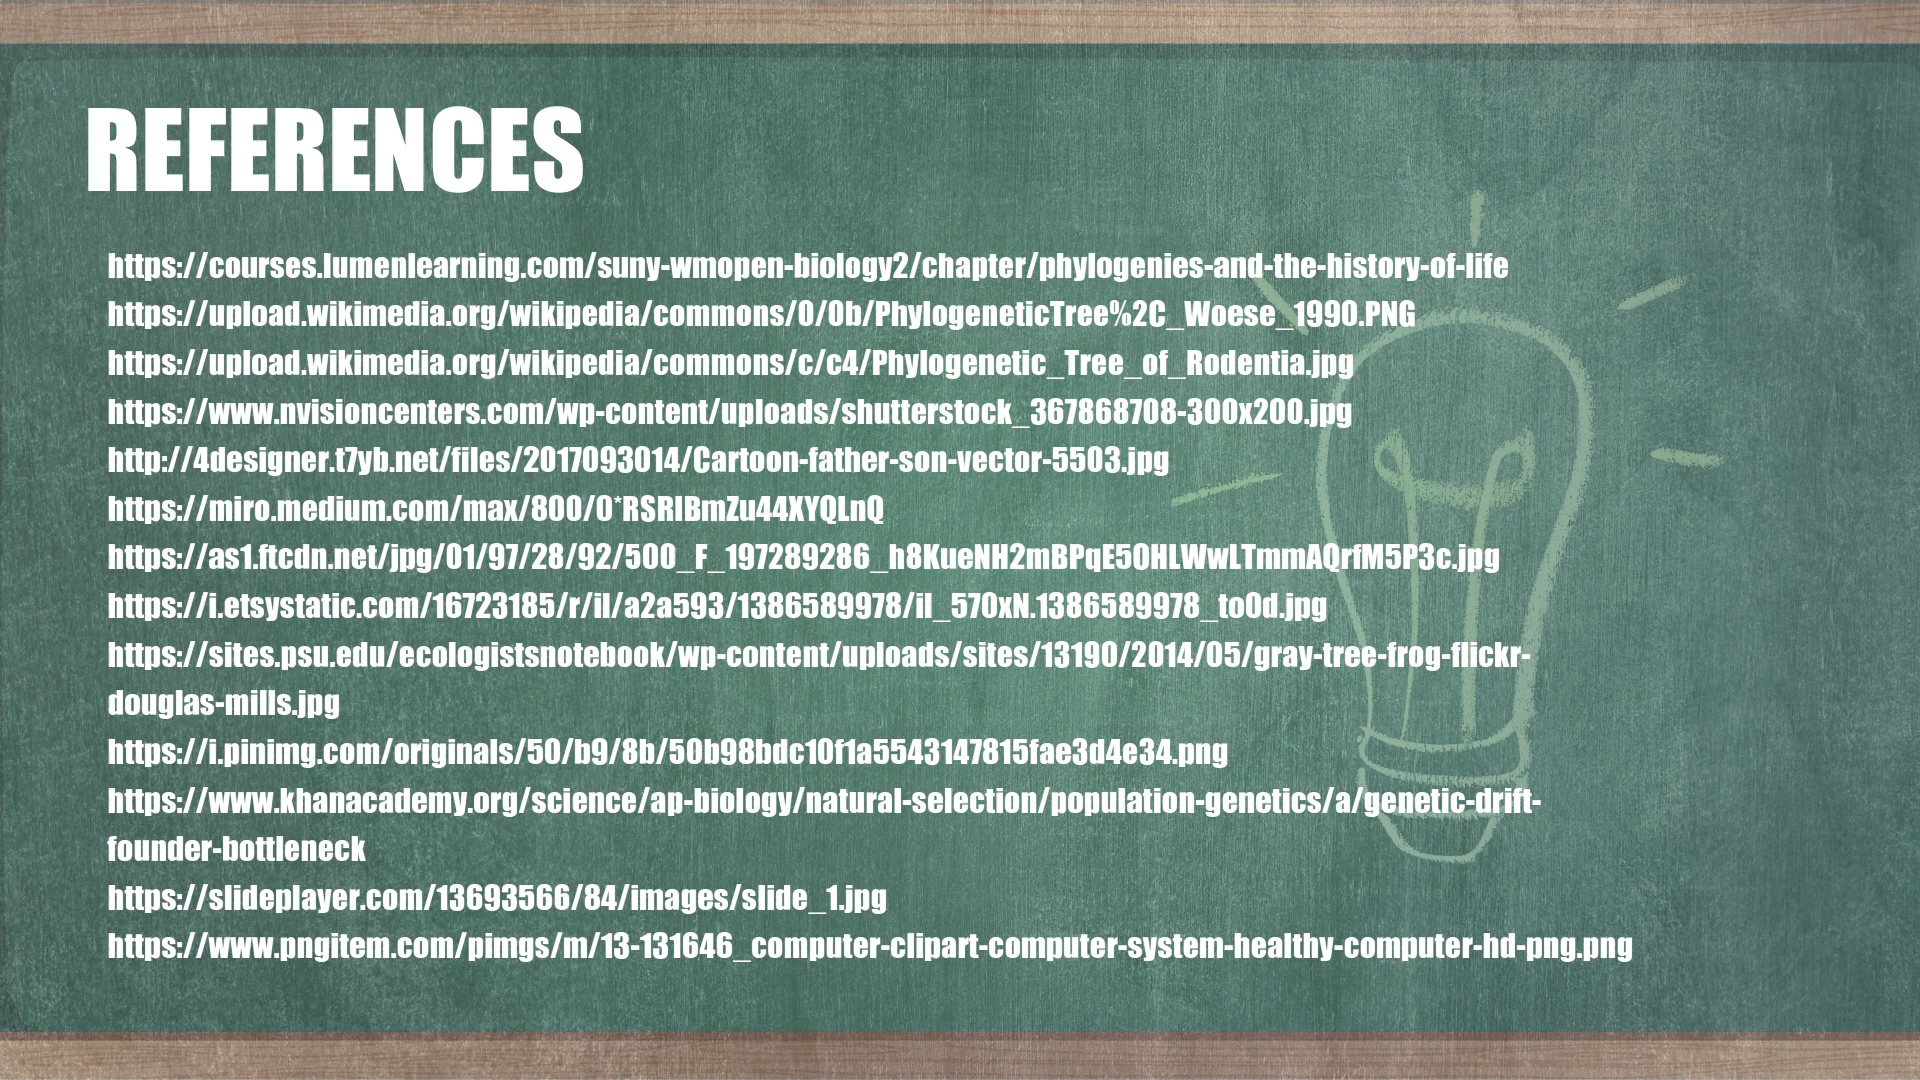 REFERENCES
https://courses.lumenlearning.com/suny-wmopen-biology2/chapter/phylogenies-and-the-history-of-life
https://upload.wikimedia.org/wikipedia/commons/0/0b/PhylogeneticTree%2C_Woese_1990.PNG
https://upload.wikimedia.org/wikipedia/commons/c/c4/Phylogenetic_Tree_of_Rodentia.jpg
https://www.nvisioncenters.com/wp-content/uploads/shutterstock_367868708-300x200.jpg
http://4designer.t7yb.net/files/2017093014/Cartoon-father-son-vector-5503.jpg
https://miro.medium.com/max/800/0*RSRIBmZu44XYQLnQ
https://as1.ftcdn.net/jpg/01/97/28/92/500_F_197289286_h8KueNH2mBPqE5OHLWwLTmmAQrfM5P3c.jpg
https://i.etsystatic.com/16723185/r/il/a2a593/1386589978/il_570xN.1386589978_to0d.jpg
https://sites.psu.edu/ecologistsnotebook/wp-content/uploads/sites/13190/2014/05/gray-tree-frog-flickr-
douglas-mills.jpg
https://i.pinimg.com/originals/50/b9/8b/50b98bdc10f1a5543147815fae3d4e34.png
https://www.khanacademy.org/science/ap-biology/natural-selection/population-genetics/a/genetic-drift-
founder-bottleneck
https://slideplayer.com/13693566/84/images/slide_1.jpg
https://www.pngitem.com/pimgs/m/13-131646_computer-clipart-computer-system-healthy-computer-hd-png.png